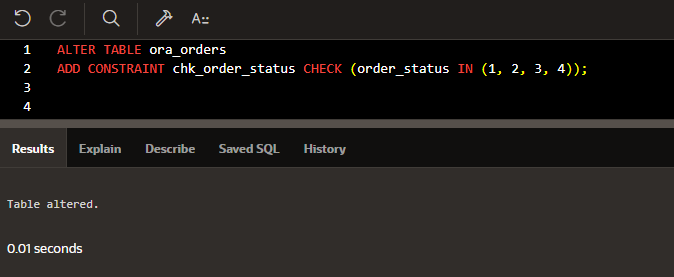 A::
1 ALTER TABLE ora_orders
2 ADD CONSTRAINT chk_order_status CHECK (order_status IN (1, 2, 3, 4));
3
4
Results Explain Describe Saved SQL History
Table altered.
0.01 seconds